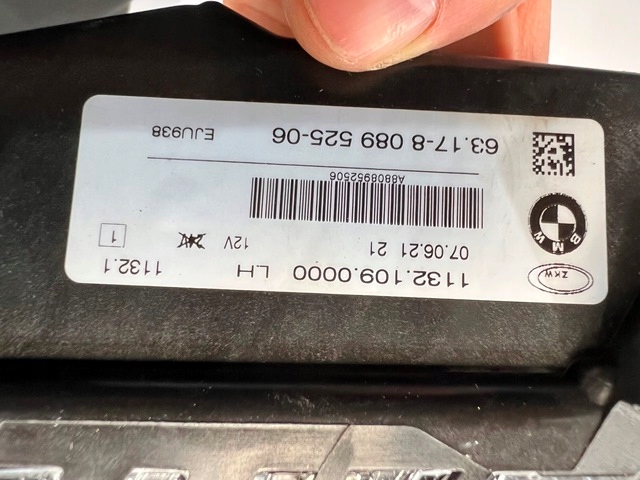 ZKW 1132.109.0000 LH 1132.1
BMW 07.06.21 21 12V 1
A8808952506
63.17-8 089 525-06 EJU938